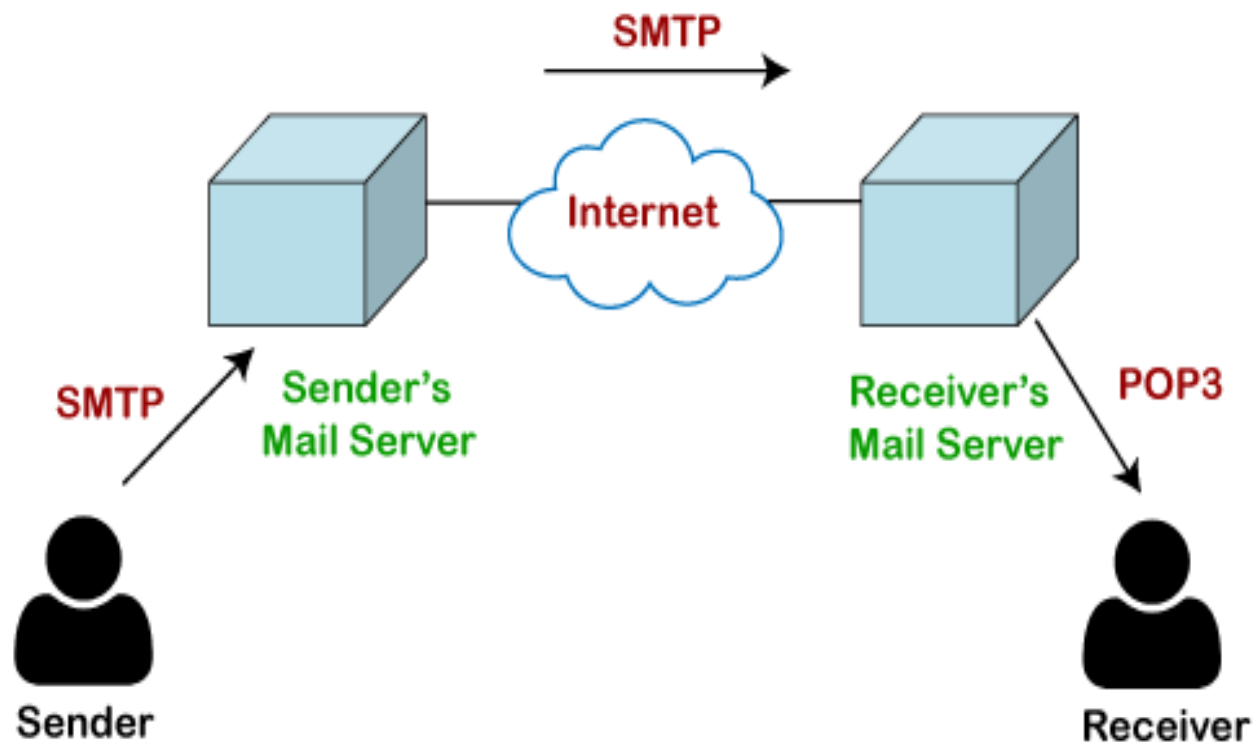 SMTP
Internet
SMTP
Sender's
Mail Server
Receiver's
Mail Server
POP3
Sender
Receiver